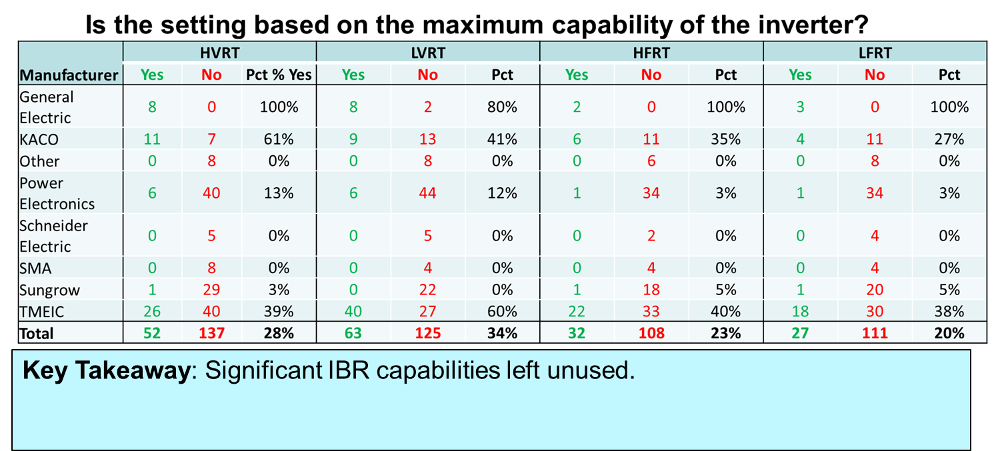 Is the setting based on the maximum capability of the inverter?
HVRT LVRT HFRT LFRT
Manufacturer Yes No Pct % Yes Yes No Pct Yes No Pct Yes No Pct
General
Electric 8 0 100% 8 2 80% 2 0 100% 3 0 100%
KACO 11 7 61% 9 13 41% 6 11 35% 4 11 27%
Other 0 8 0% 0 8 0% 0 6 0% 0 8 0%
Power
Electronics 6 40 13% 6 44 12% 1 34 3% 1 34 3%
Schneider
Electric 0 5 0% 0 5 0% 0 2 0% 0 4 0%
SMA 0 8 0% 0 4 0% 0 4 0% 0 4 0%
Sungrow 1 29 3% 0 22 0% 1 18 5% 1 20 5%
TMEIC 26 40 39% 40 27 60% 22 33 40% 18 30 38%
Total 52 137 28% 63 125 34% 32 108 23% 27 111 20%
Key Takeaway: Significant IBR capabilities left unused.